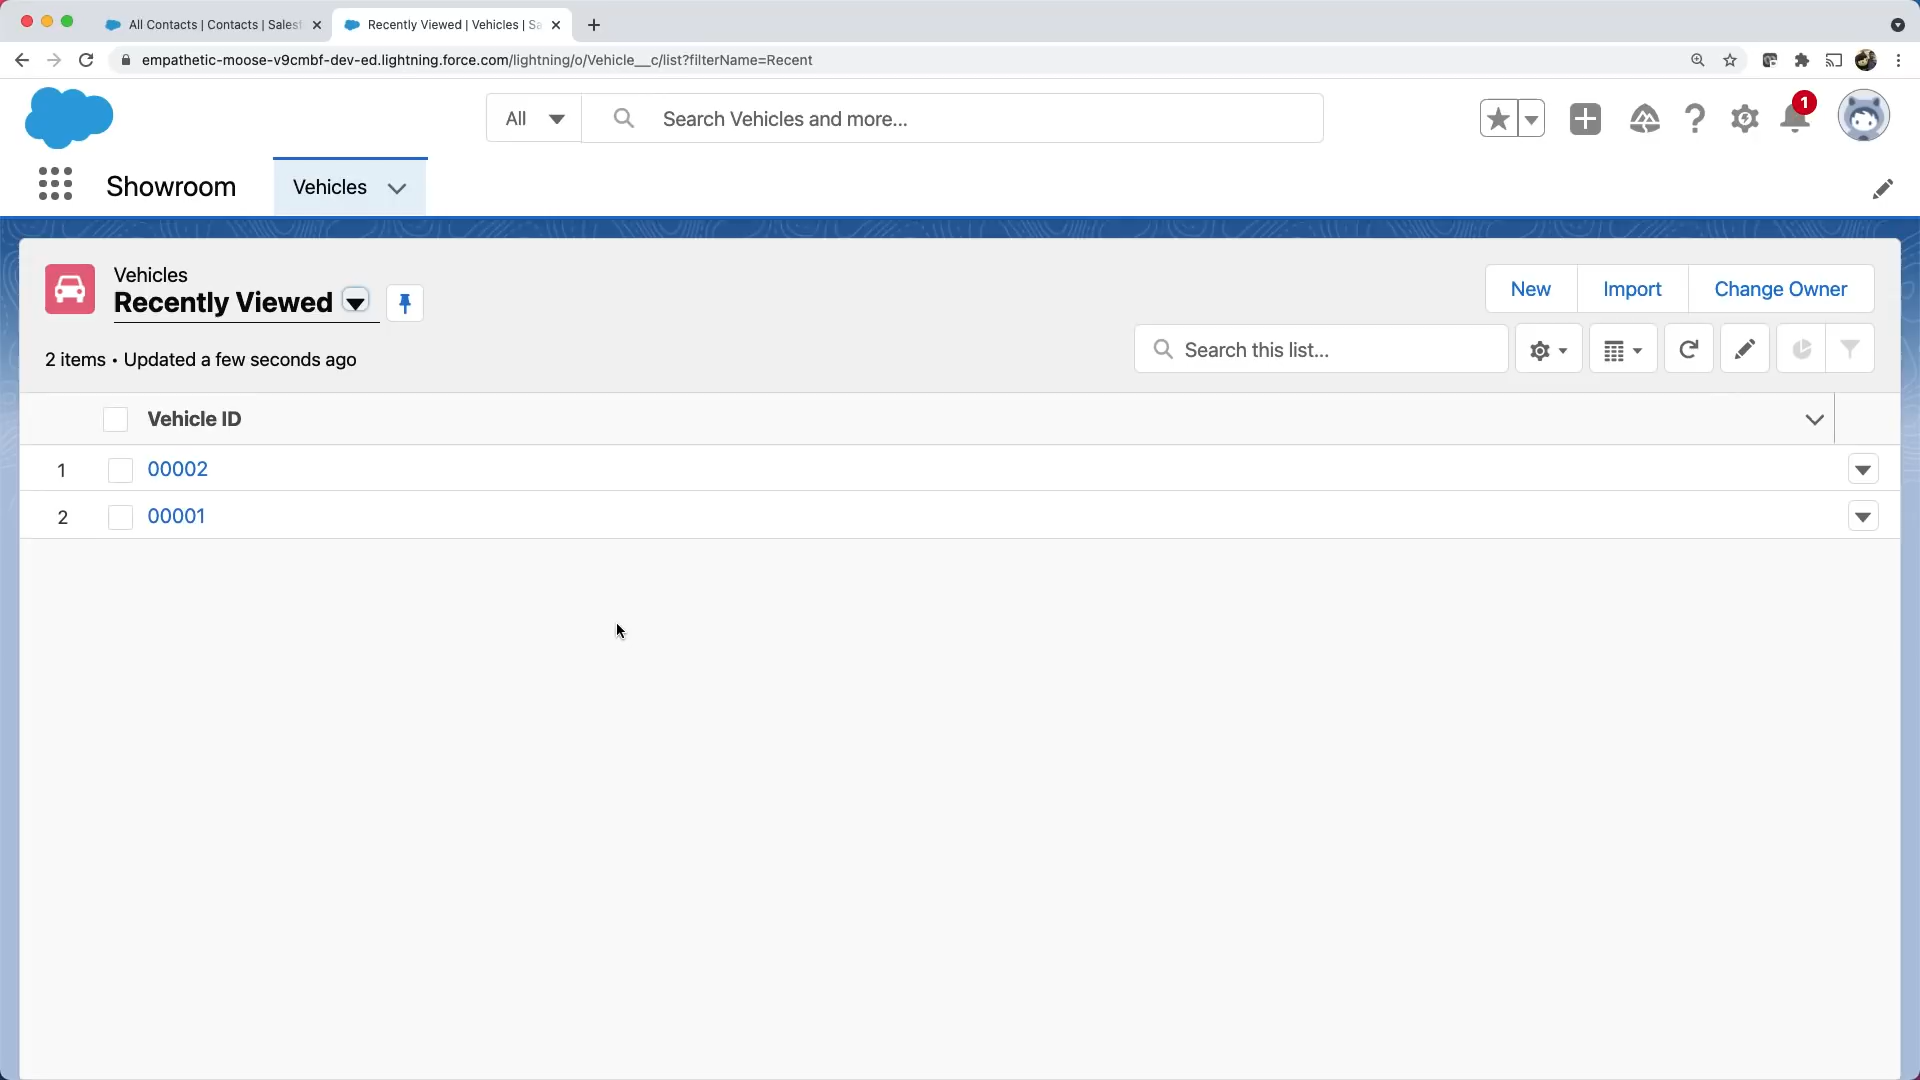 All Contacts | Contacts | Salesf
Recently Viewed | Vehicles | Sa
empathetic-moose-v9cmbf-dev-ed.lightning.force.com/lightning/o/Vehicle__c/list?filterName=Recent
All
Search Vehicles and more...
1
Showroom
Vehicles
Vehicles
Recently Viewed
New
Import
Change Owner
2 items • Updated a few seconds ago
Search this list...
Vehicle ID
1
00002
2
00001